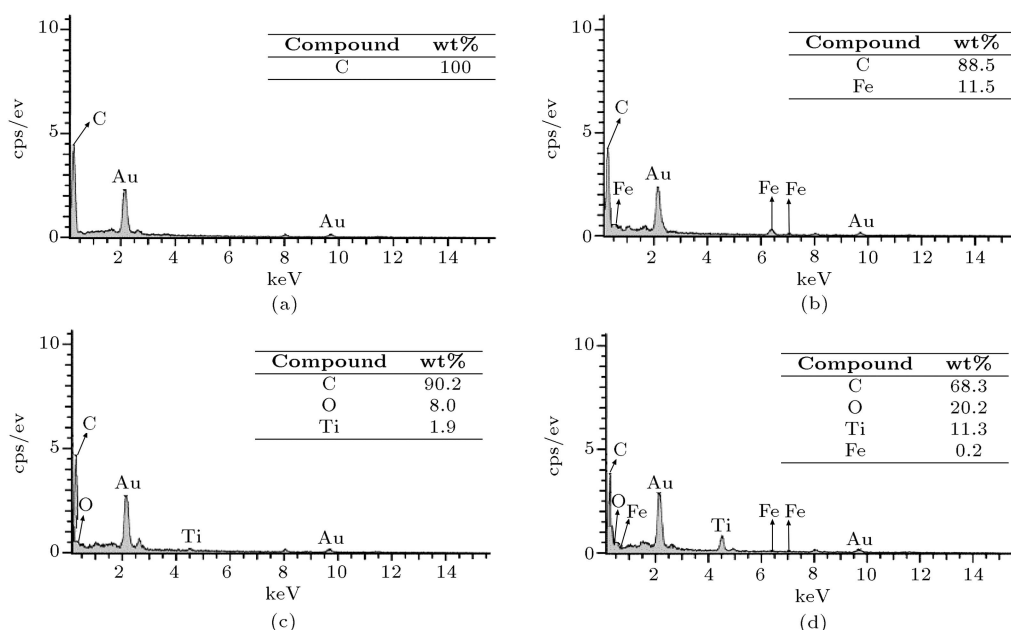 10
5
0
cps/ev
Compound wt%
C 100
C
Au
Au
2 4 6 8 10 12 14
keV
(a)
10
5
0
cps/ev
Compound wt%
C 88.5
Fe 11.5
C
Fe
Au
Fe Fe
Au
2 4 6 8 10 12 14
keV
(b)
10
5
0
cps/ev
Compound wt%
C 90.2
O 8.0
Ti 1.9
C
O
Au
Ti
Au
2 4 6 8 10 12 14
keV
(c)
10
5
0
cps/ev
Compound wt%
C 68.3
O 20.2
Ti 11.3
Fe 0.2
C
O Fe
Au
Ti
Fe Fe
Au
2 4 6 8 10 12 14
keV
(d)